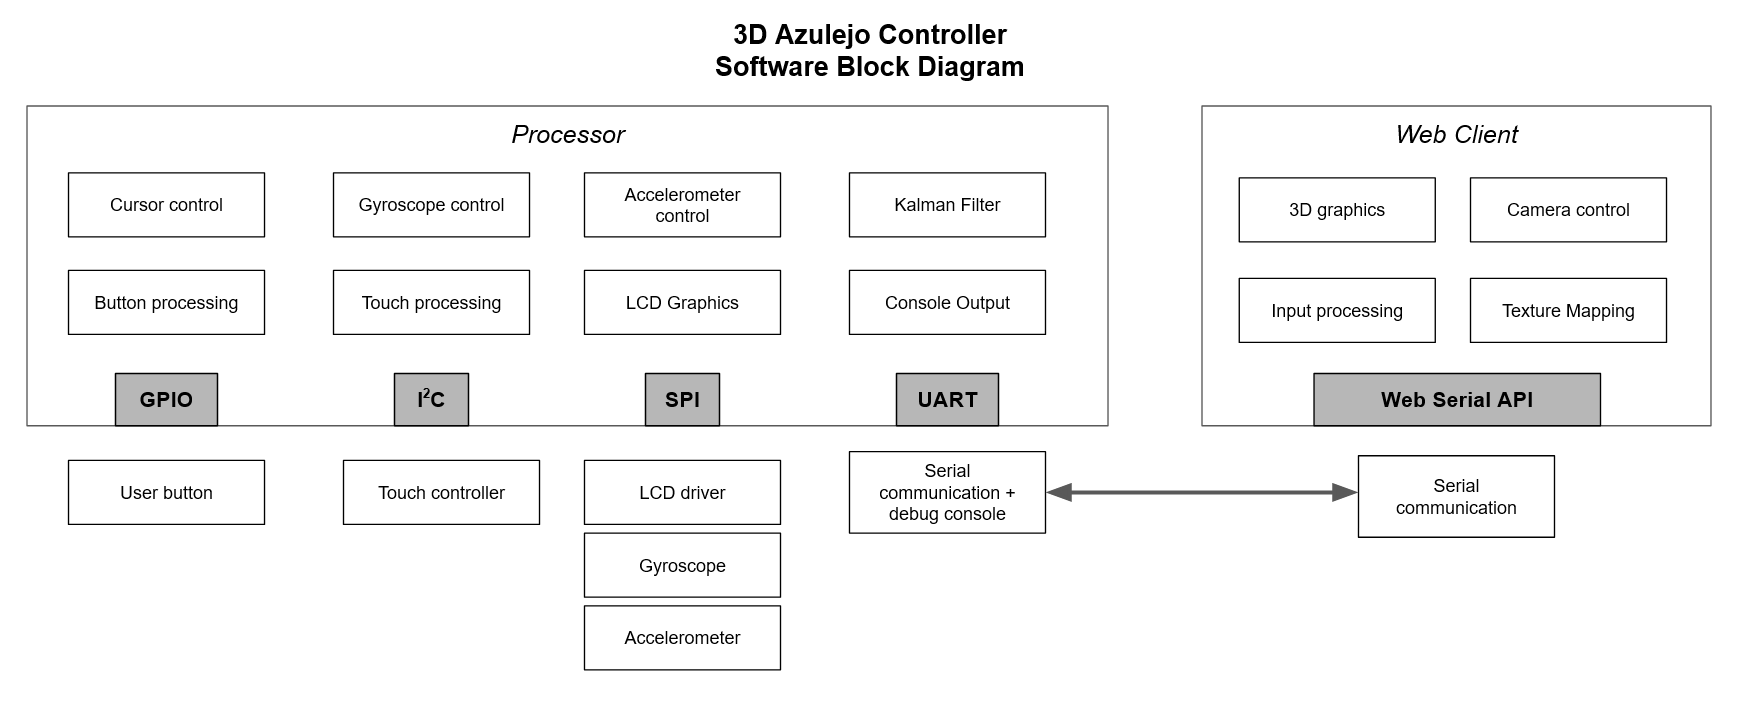 3D Azulejo Controller
Software Block Diagram
Processor
Cursor control
Gyroscope control
Accelerometer
control
Kalman Filter
Button processing
Touch processing
LCD Graphics
Console Output
GPIO
I²C
SPI
UART
User button
Touch controller
LCD driver
Gyroscope
Accelerometer
Serial
communication +
debug console
Web Client
3D graphics
Camera control
Input processing
Texture Mapping
Web Serial API
Serial
communication